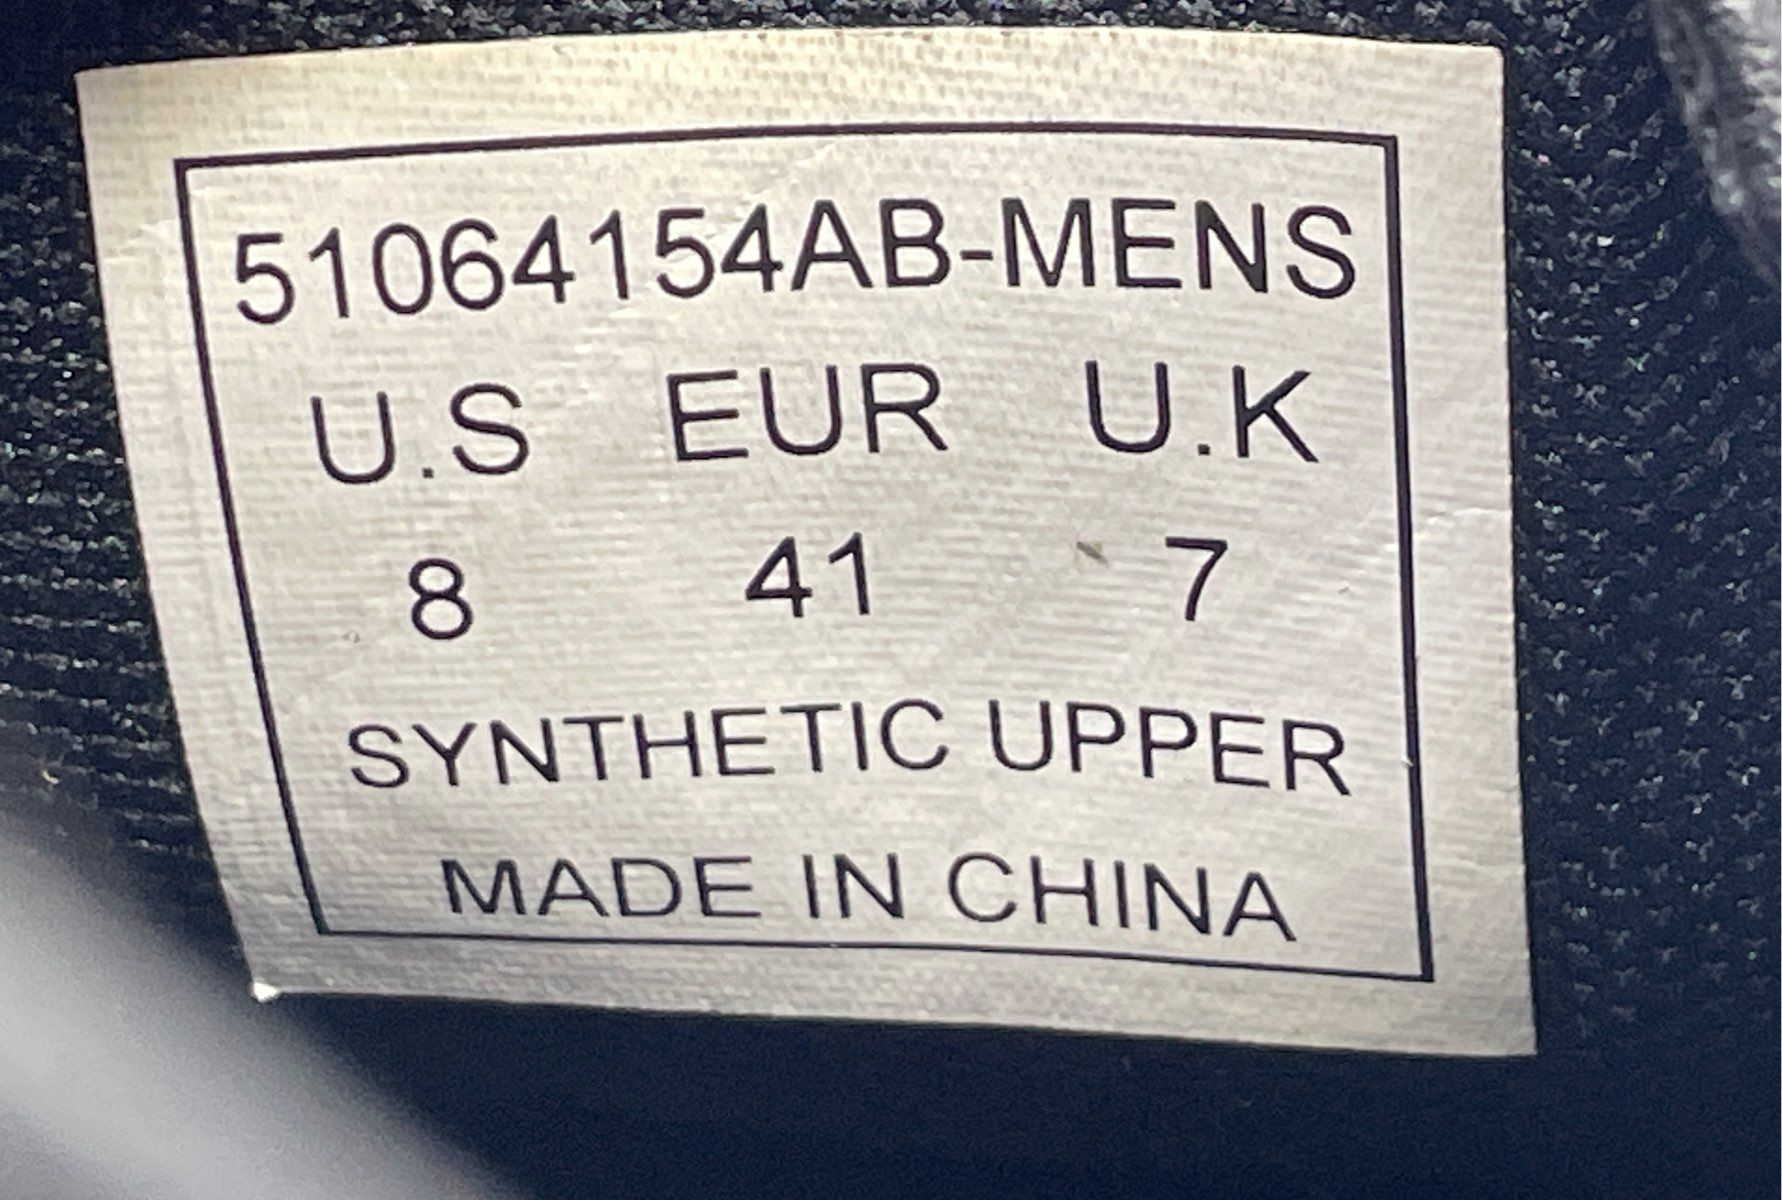 51064154AB-MENS
U.S EUR U.K
8 41 7
SYNTHETIC UPPER
MADE IN CHINA